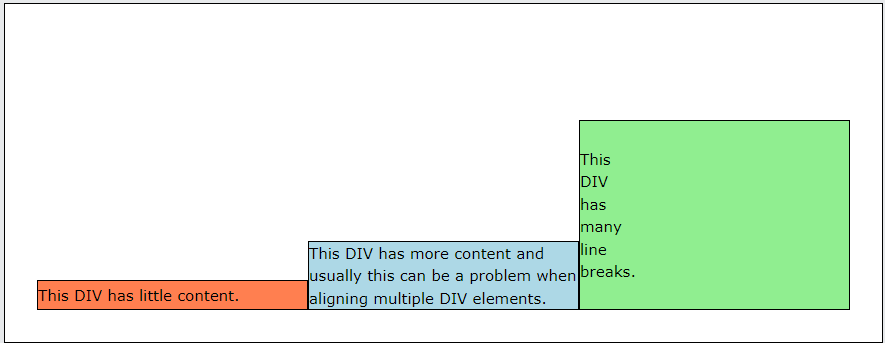 This DIV has little content.
This DIV has more content and
usually this can be a problem when
aligning multiple DIV elements.
This
DIV
has
many
line
breaks.